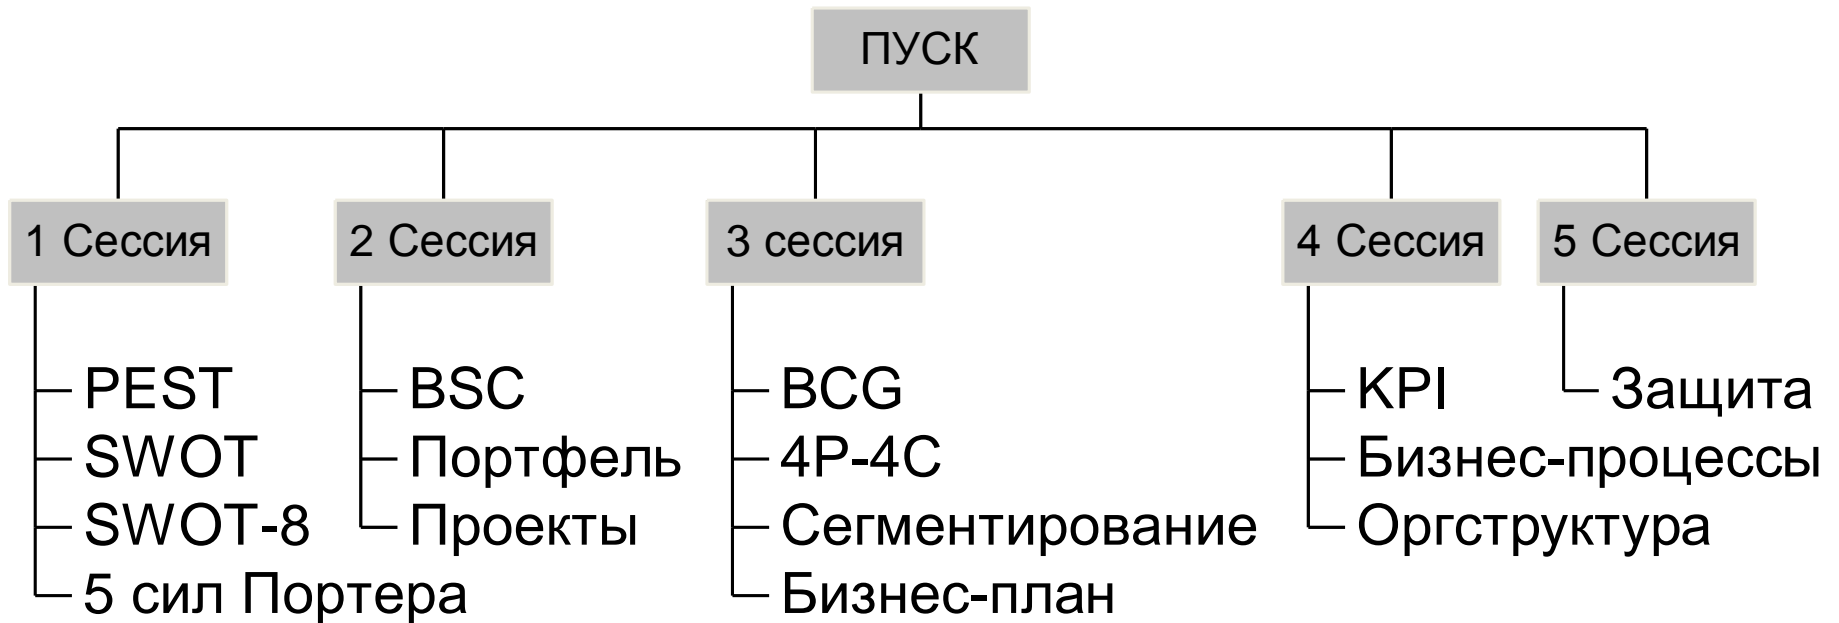 ПУСК
1 Сессия
2 Сессия
3 сессия
4 Сессия
5 Сессия
PEST
SWOT
SWOT-8
5 сил Портера
BSC
Портфель
Проекты
BCG
4P-4C
Сегментирование
Бизнес-план
KPI
Бизнес-процессы
Оргструктура
Защита